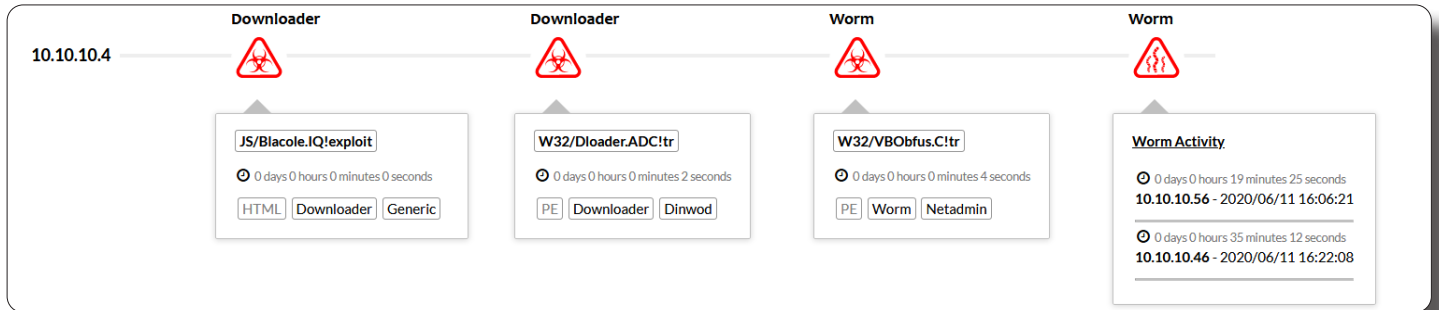 Downloader
Downloader
Worm
Worm
10.10.10.4
JS/Blacole.IQ!exploit
0 days 0 hours 0 minutes 0 seconds
HTML Downloader Generic
W32/Dloader.ADC!tr
0 days 0 hours 0 minutes 2 seconds
PE Downloader Dinwod
W32/VBObfus.C!tr
0 days 0 hours 0 minutes 4 seconds
PE Worm Netadmin
Worm Activity
0 days 0 hours 19 minutes 25 seconds
10.10.10.56 - 2020/06/11 16:06:21
0 days 0 hours 35 minutes 12 seconds
10.10.10.46 - 2020/06/11 16:22:08